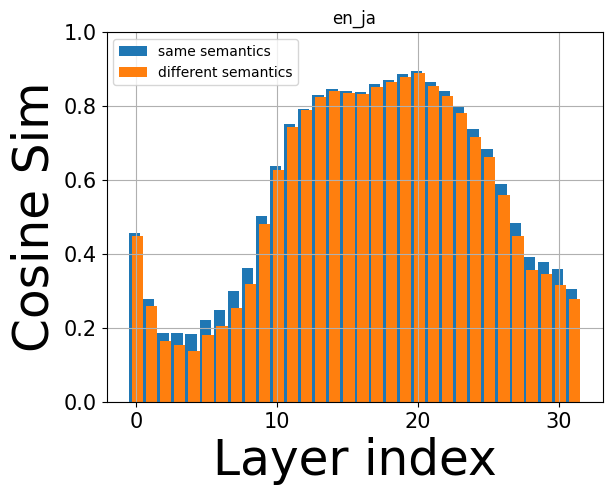 en_ja
same semantics
different semantics
Cosine Sim
1.0
0.8
0.6
0.4
0.2
0.0
0 10 20 30
Layer index